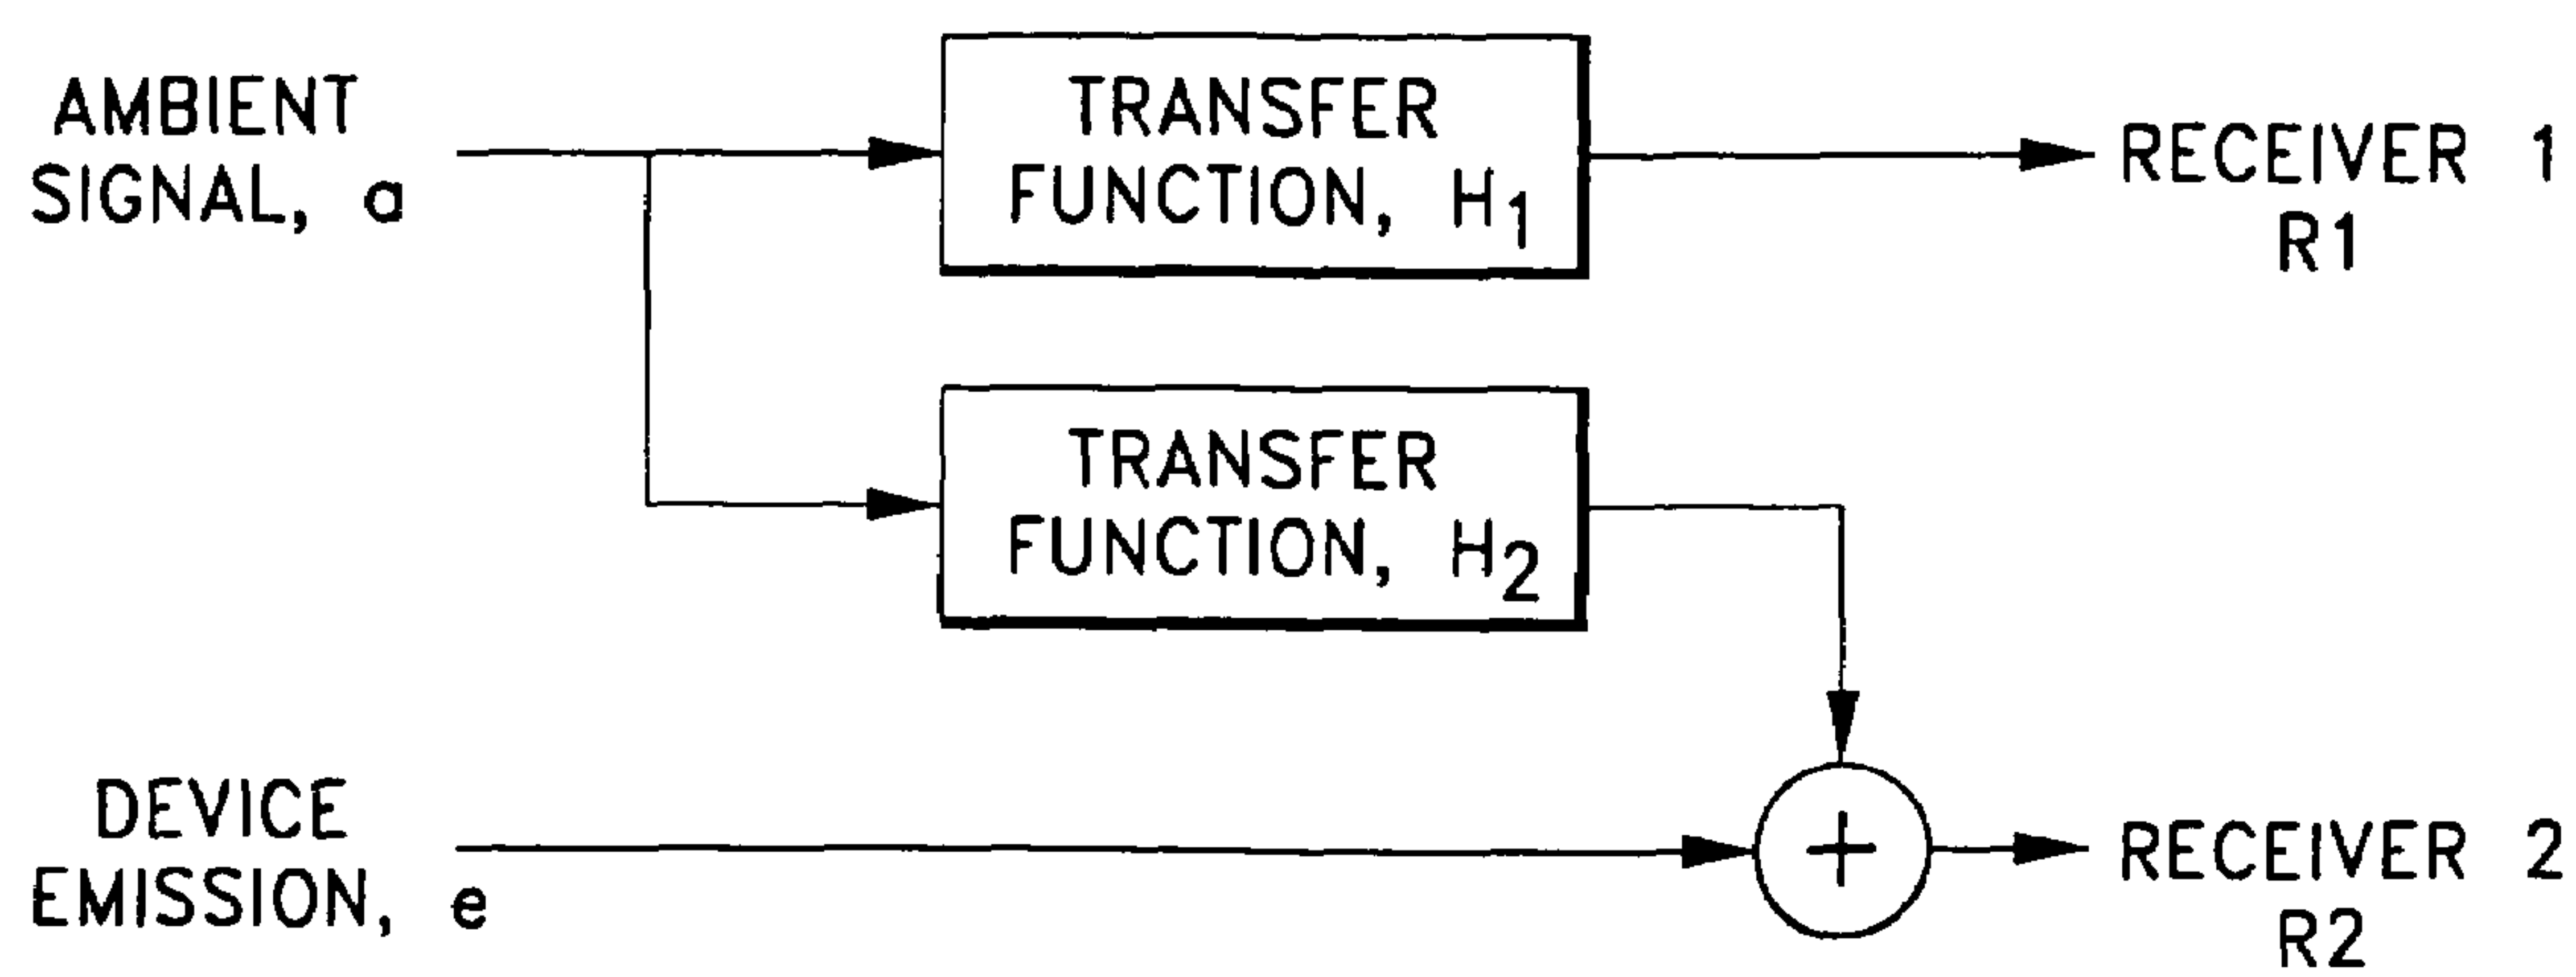 AMBIENT
SIGNAL, a
TRANSFER
FUNCTION, H1
RECEIVER 1
R1
TRANSFER
FUNCTION, H2
DEVICE
EMISSION, e
+
RECEIVER 2
R2